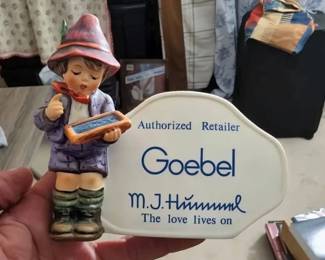 Authorized Retailer
Goebel
M.J.Hummel
The love lives on